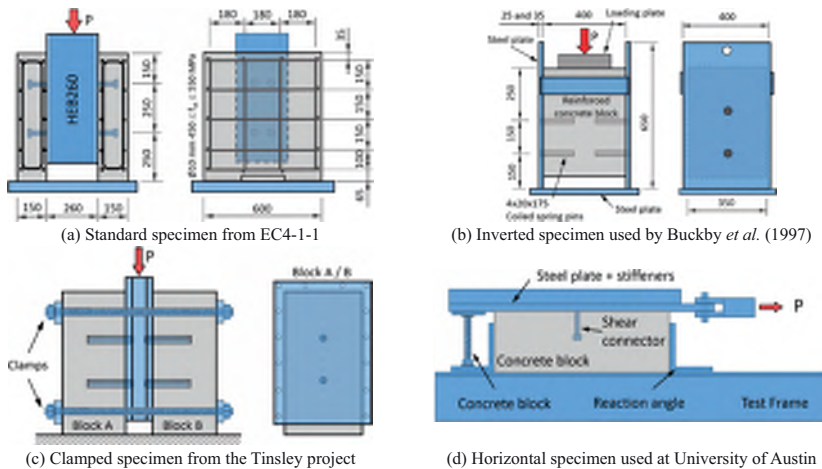 P
180
180
180
35
150
250
250
HEB260
150
150
150
100
65
150
260
150
600
(a) Standard specimen from EC4-1-1
25 and 35
400
Loading plate
Steel plate
P
400
250
150
150
650
Reinforced
concrete block
4x20x175
Coiled spring pins
Steel plate
350
(b) Inverted specimen used by Buckby et al. (1997)
P
Block A / B
Clamps
Block A
Block B
(c) Clamped specimen from the Tinsley project
Steel plate + stiffeners
P
Shear
connector
Concrete block
Concrete block
Reaction angle
Test Frame
(d) Horizontal specimen used at University of Austin